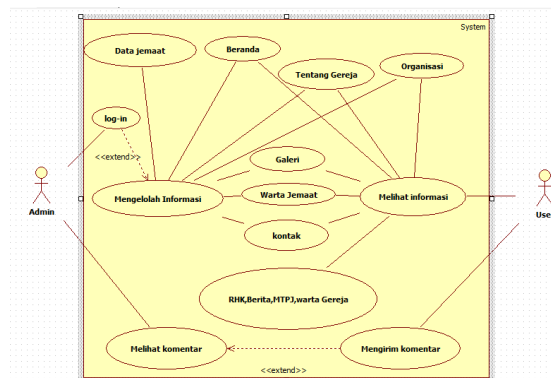 System
Data jemaat
Beranda
Tentang Gereja
Organisasi
log-in
<<extend>>
Galeri
Admin
Mengelolah Informasi
Warta Jemaat
Melihat informasi
Use
kontak
RHK,Berita,MTPJ,warta Gereja
Melihat komentar
Mengirim komentar
<<extend>>